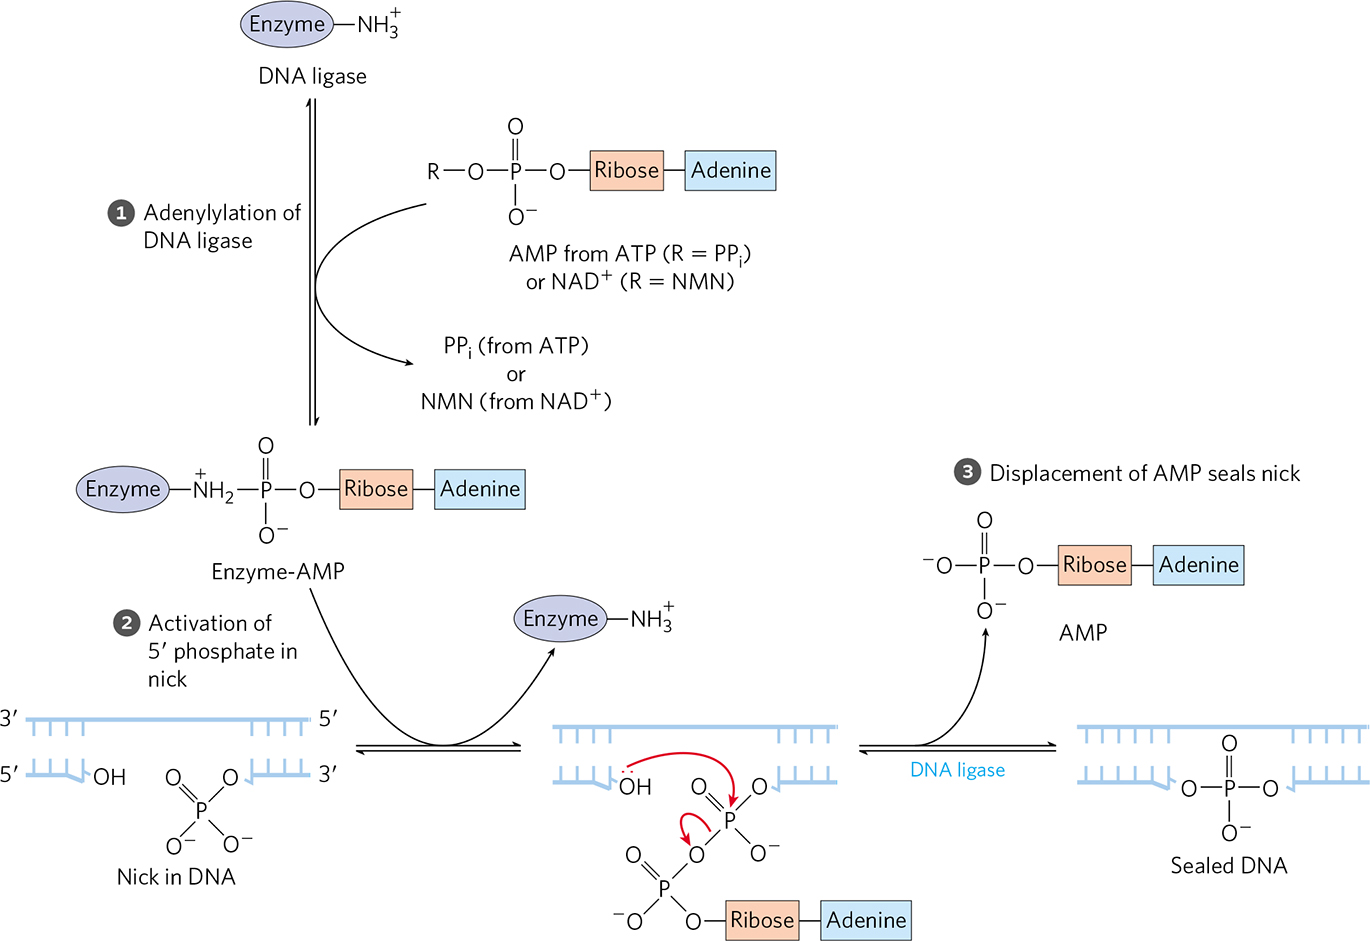 Enzyme—NH₃⁺
DNA ligase
O
R—O—P—O—Ribose—Adenine
O⁻
1 Adenylylation of
DNA ligase
AMP from ATP (R = PPᵢ)
or NAD⁺ (R = NMN)
PPᵢ (from ATP)
or
NMN (from NAD⁺)
O
Enzyme—N⁺H₂—P—O—Ribose—Adenine
O⁻
Enzyme-AMP
3 Displacement of AMP seals nick
O
⁻O—P—O—Ribose—Adenine
O⁻
AMP
2 Activation of
5′ phosphate in
nick
Enzyme—NH₃⁺
3′ 5′
5′ OH O O 3′
P
O⁻ O⁻
Nick in DNA
OH O O
P
O O⁻
O
P
⁻O O—Ribose—Adenine
DNA ligase
O
O—P—O
O⁻
Sealed DNA